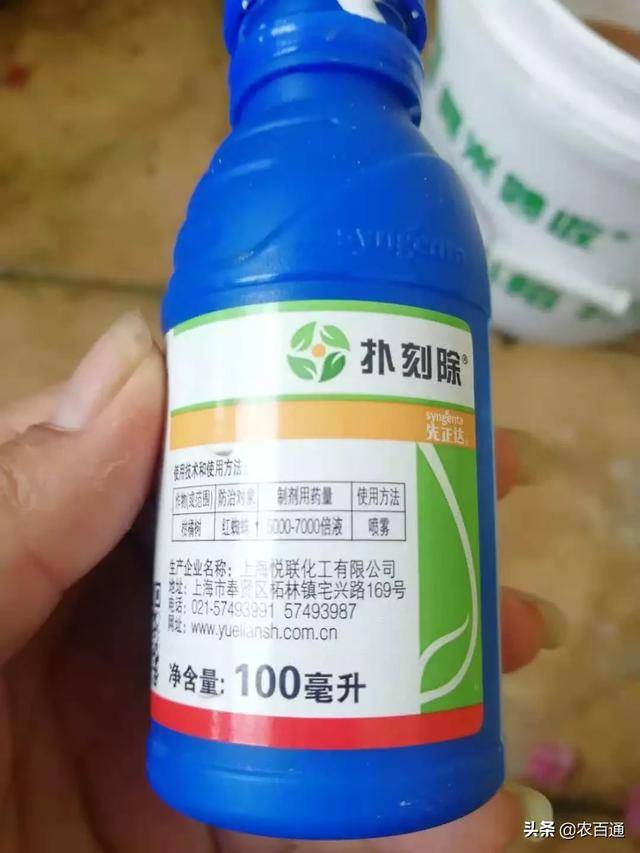 syngenta
扑刻除®
syngenta
先正达
使用技术和使用方法:
作物(或范围) 防治对象 制剂用药量 使用方法
柑橘树 红蜘蛛 5000-7000倍液 喷雾
生产企业名称: 上海悦联化工有限公司
地址: 上海市奉贤区柘林镇宅兴路169号
电话: 021-57493991 57493987
网址: www.yueliansh.com.cn
净含量: 100毫升
头条 @农百通